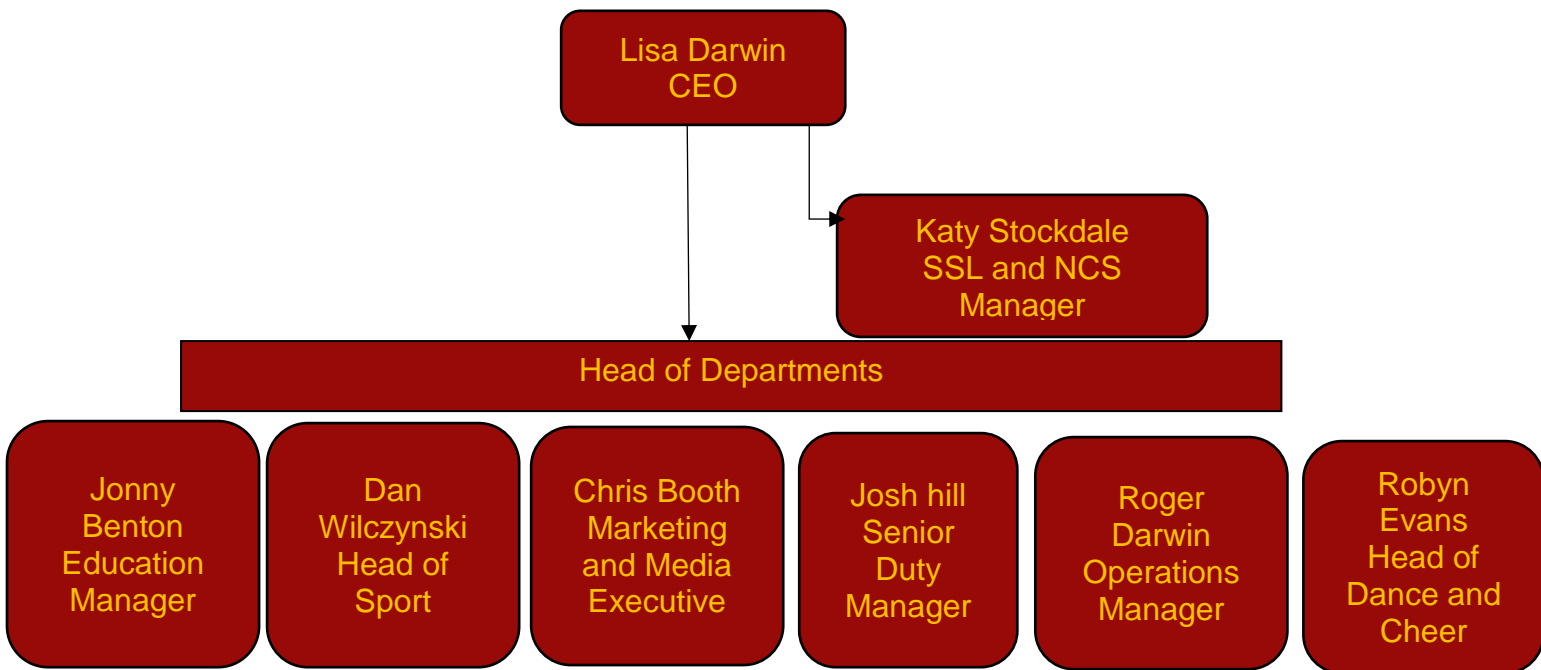 Lisa Darwin
CEO
Katy Stockdale
SSL and NCS
Manager
Head of Departments
Jonny
Benton
Education
Manager
Dan
Wilczynski
Head of
Sport
Chris Booth
Marketing
and Media
Executive
Josh hill
Senior
Duty
Manager
Roger
Darwin
Operations
Manager
Robyn
Evans
Head of
Dance and
Cheer